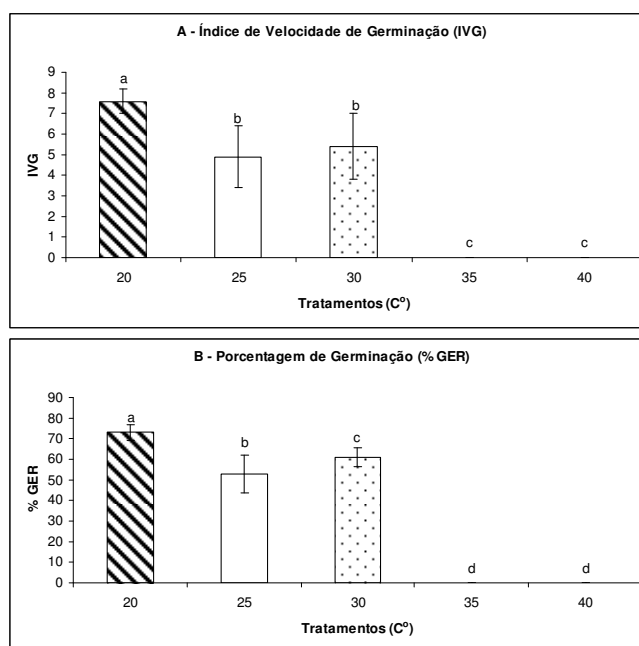 A - Índice de Velocidade de Germinação (IVG)
9
8
7
6
5
4
3
2
1
0
IVG
a
b
b
c
c
20 25 30 35 40
Tratamentos (Cº)
B - Porcentagem de Germinação (% GER)
90
80
70
60
50
40
30
20
10
0
% GER
a
b
c
d
d
20 25 30 35 40
Tratamentos (Cº)